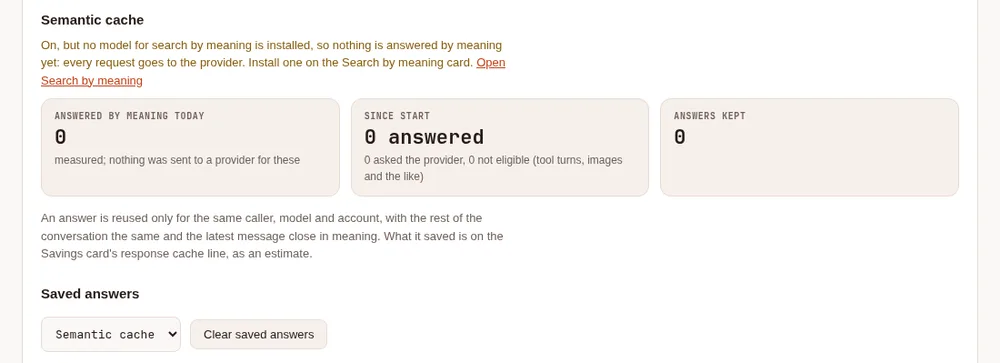 Semantic cache
On, but no model for search by meaning is installed, so nothing is answered by meaning
yet: every request goes to the provider. Install one on the Search by meaning card. Open
Search by meaning
ANSWERED BY MEANING TODAY
0
measured; nothing was sent to a provider for these
SINCE START
0 answered
0 asked the provider, 0 not eligible (tool turns, images
and the like)
ANSWERS KEPT
0
An answer is reused only for the same caller, model and account, with the rest of the
conversation the same and the latest message close in meaning. What it saved is on the
Savings card's response cache line, as an estimate.
Saved answers
Semantic cache
Clear saved answers